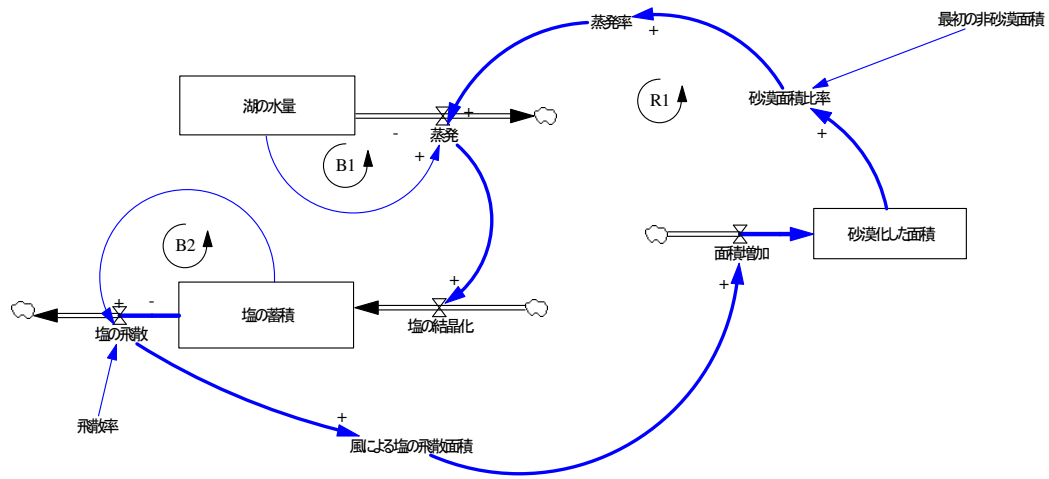 最初の非砂漠面積
蒸発率
+
R1
砂漠面積比率
湖の水量
+
-
蒸発
+
+
B1
砂漠化した面積
B2
面積増加
+
+
塩の蓄積
+
-
塩の結晶化
塩の飛散
飛散率
+
風による塩の飛散面積